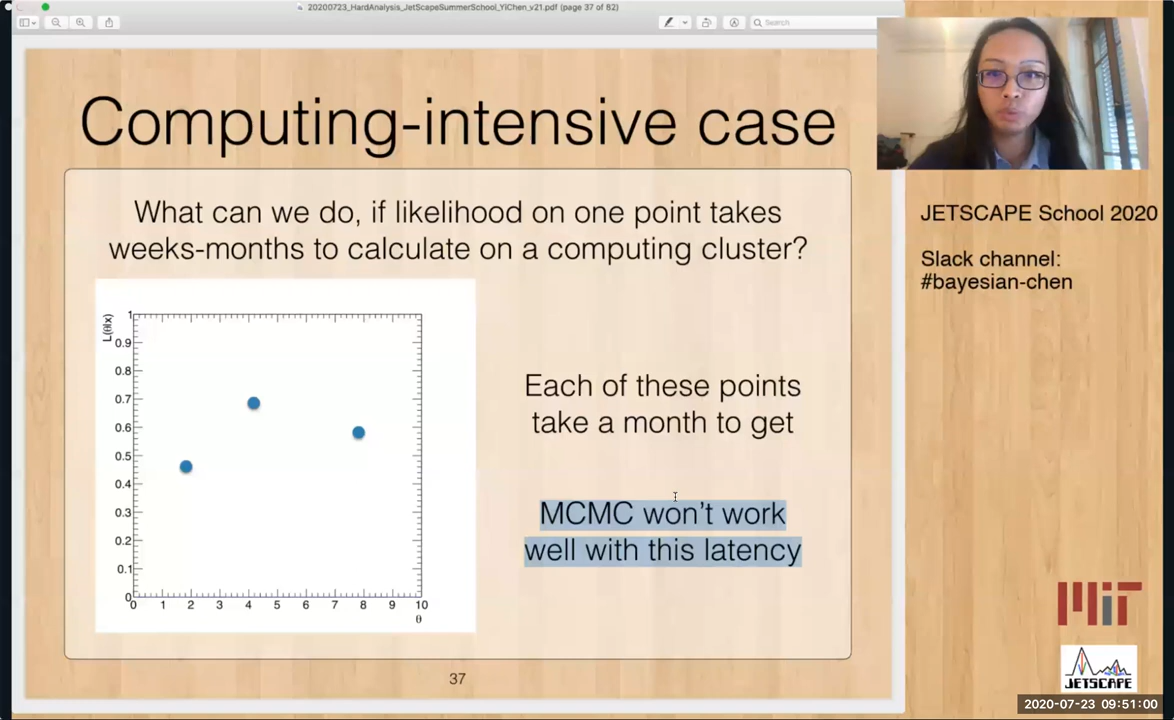 20200723_HardAnalysis_JetScapeSummerSchool_YiChen_v21.pdf (page 37 of 82)
Search
Computing-intensive case
What can we do, if likelihood on one point takes
weeks-months to calculate on a computing cluster?
L(θ|x)
1
0.9
0.8
0.7
0.6
0.5
0.4
0.3
0.2
0.1
0
0 1 2 3 4 5 6 7 8 9 10
θ
Each of these points
take a month to get
MCMC won't work
well with this latency
37
JETSCAPE School 2020
Slack channel:
#bayesian-chen
MIT
JETSCAPE
2020-07-23 09:51:00